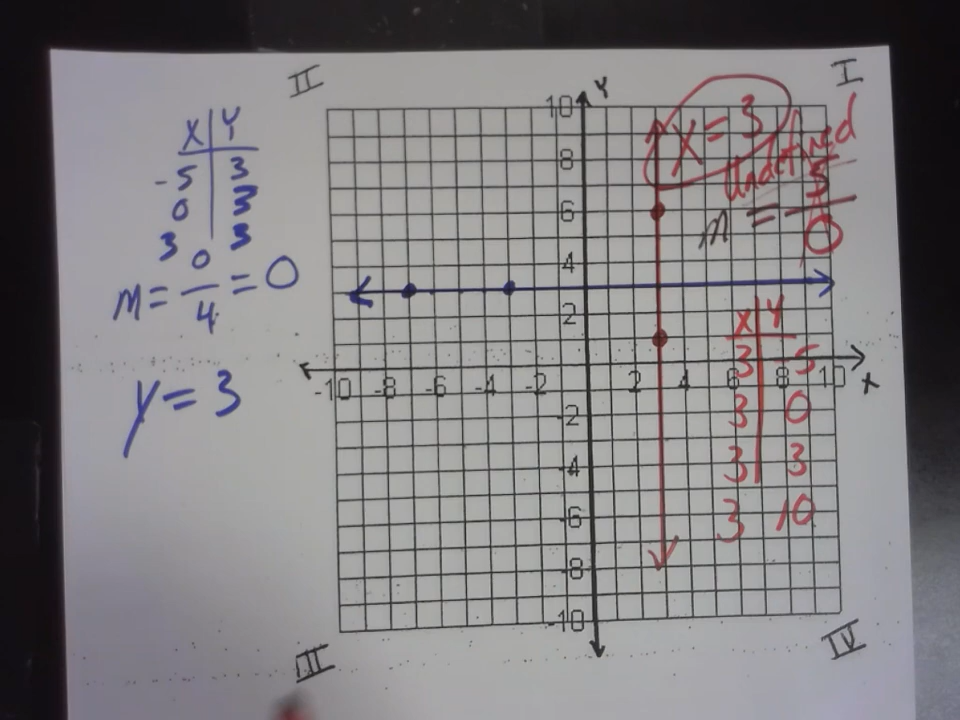 II
I
X Y
-5 3
0 3
3 3
m = 0/4 = 0
y = 3
Y
X
10
8
6
4
2
-2
-4
-6
-8
-10
-10 -8 -6 -4 -2 2 4 6 8 10
X = 3
Undefined
m = 5/0
X Y
3 5
3 0
3 3
3 10
III
IV